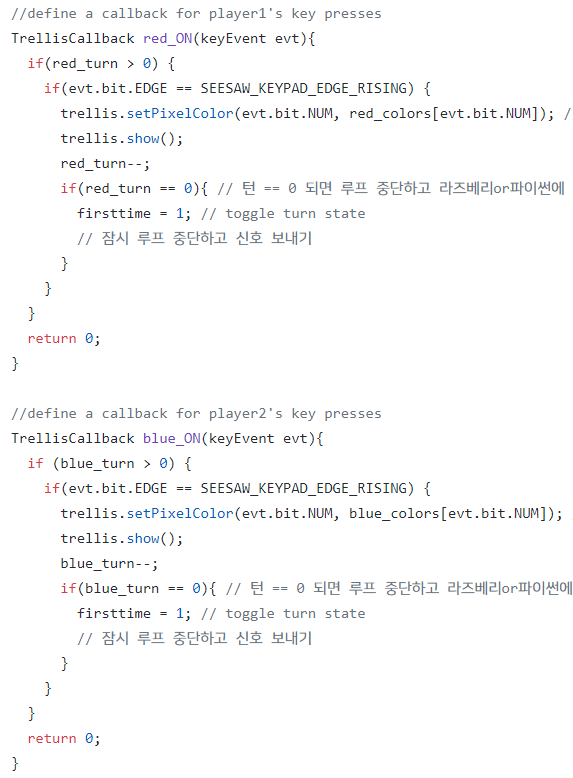 //define a callback for player1's key presses
TrellisCallback red_ON(keyEvent evt){
  if(red_turn > 0) {
    if(evt.bit.EDGE == SEESAW_KEYPAD_EDGE_RISING) {
      trellis.setPixelColor(evt.bit.NUM, red_colors[evt.bit.NUM]); /
      trellis.show();
      red_turn--;
      if(red_turn == 0){ // 턴 == 0 되면 루프 중단하고 라즈베리or파이썬에
        firsttime = 1; // toggle turn state
        // 잠시 루프 중단하고 신호 보내기
      }
    }
  }
  return 0;
}

//define a callback for player2's key presses
TrellisCallback blue_ON(keyEvent evt){
  if (blue_turn > 0) {
    if(evt.bit.EDGE == SEESAW_KEYPAD_EDGE_RISING) {
      trellis.setPixelColor(evt.bit.NUM, blue_colors[evt.bit.NUM]);
      trellis.show();
      blue_turn--;
      if(blue_turn == 0){ // 턴 == 0 되면 루프 중단하고 라즈베리or파이썬에
        firsttime = 1; // toggle turn state
        // 잠시 루프 중단하고 신호 보내기
      }
    }
  }
  return 0;
}